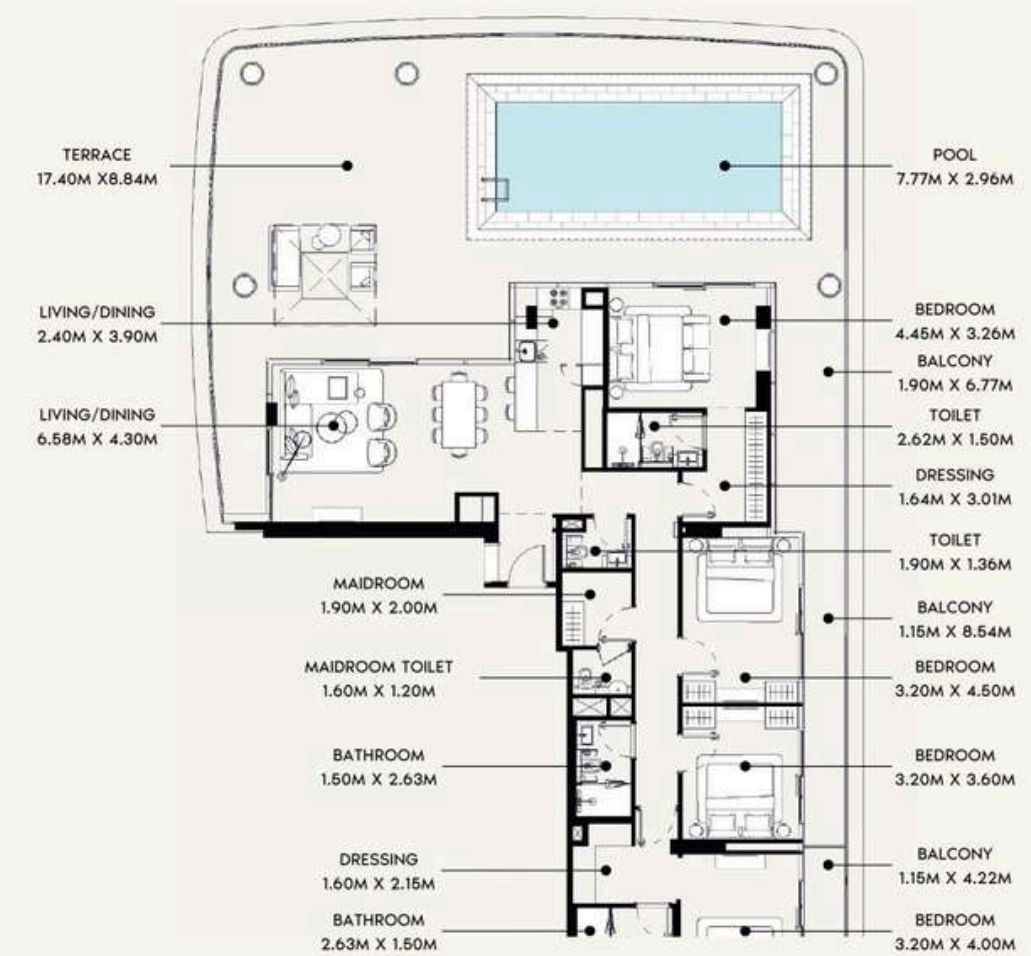 TERRACE
17.40M X8.84M
LIVING/DINING
2.40M X 3.90M
LIVING/DINING
6.58M X 4.30M
MAIDROOM
1.90M X 2.00M
MAIDROOM TOILET
1.60M X 1.20M
BATHROOM
1.50M X 2.63M
DRESSING
1.60M X 2.15M
BATHROOM
2.63M X 1.50M
POOL
7.77M X 2.96M
BEDROOM
4.45M X 3.26M
BALCONY
1.90M X 6.77M
TOILET
2.62M X 1.50M
DRESSING
1.64M X 3.01M
TOILET
1.90M X 1.36M
BALCONY
1.15M X 8.54M
BEDROOM
3.20M X 4.50M
BEDROOM
3.20M X 3.60M
BALCONY
1.15M X 4.22M
BEDROOM
3.20M X 4.00M